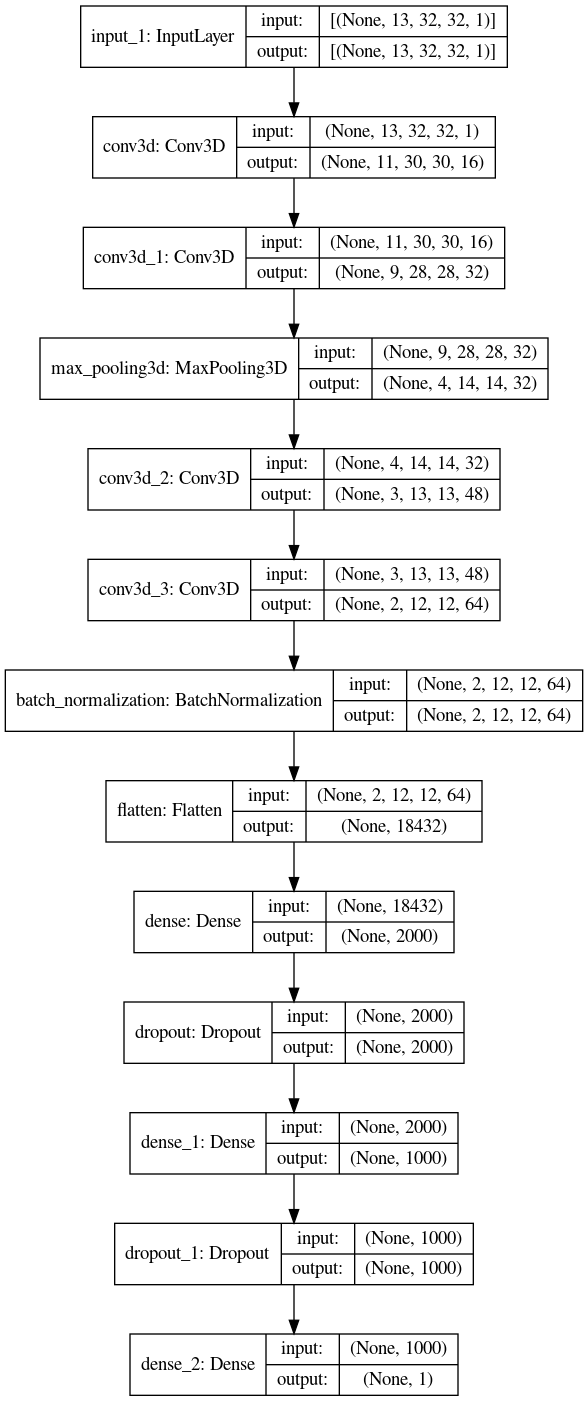 input_1: InputLayer
input: [(None, 13, 32, 32, 1)]
output: [(None, 13, 32, 32, 1)]
conv3d: Conv3D
input: (None, 13, 32, 32, 1)
output: (None, 11, 30, 30, 16)
conv3d_1: Conv3D
input: (None, 11, 30, 30, 16)
output: (None, 9, 28, 28, 32)
max_pooling3d: MaxPooling3D
input: (None, 9, 28, 28, 32)
output: (None, 4, 14, 14, 32)
conv3d_2: Conv3D
input: (None, 4, 14, 14, 32)
output: (None, 3, 13, 13, 48)
conv3d_3: Conv3D
input: (None, 3, 13, 13, 48)
output: (None, 2, 12, 12, 64)
batch_normalization: BatchNormalization
input: (None, 2, 12, 12, 64)
output: (None, 2, 12, 12, 64)
flatten: Flatten
input: (None, 2, 12, 12, 64)
output: (None, 18432)
dense: Dense
input: (None, 18432)
output: (None, 2000)
dropout: Dropout
input: (None, 2000)
output: (None, 2000)
dense_1: Dense
input: (None, 2000)
output: (None, 1000)
dropout_1: Dropout
input: (None, 1000)
output: (None, 1000)
dense_2: Dense
input: (None, 1000)
output: (None, 1)